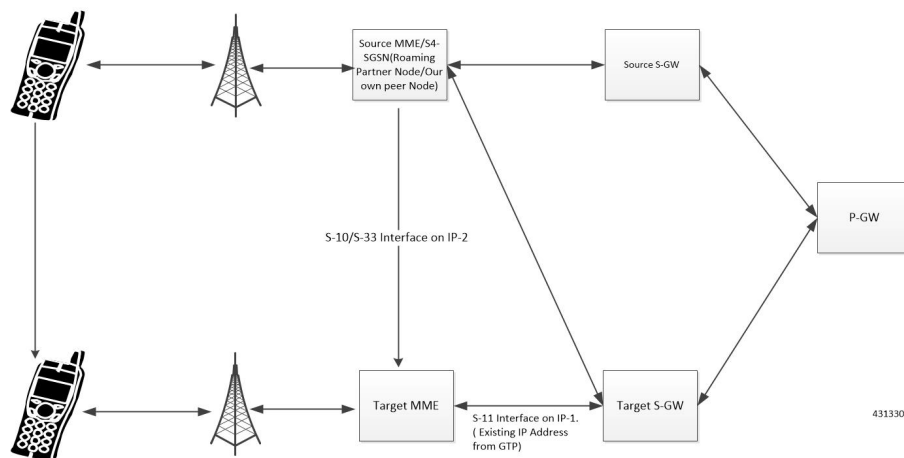 Source MME/S4-
SGSN(Roaming
Partner Node/Our
own peer Node)
Source S-GW
P-GW
S-10/S-33 Interface on IP-2
Target MME
S-11 Interface on IP-1.
( Existing IP Address
from GTP)
Target S-GW
431330